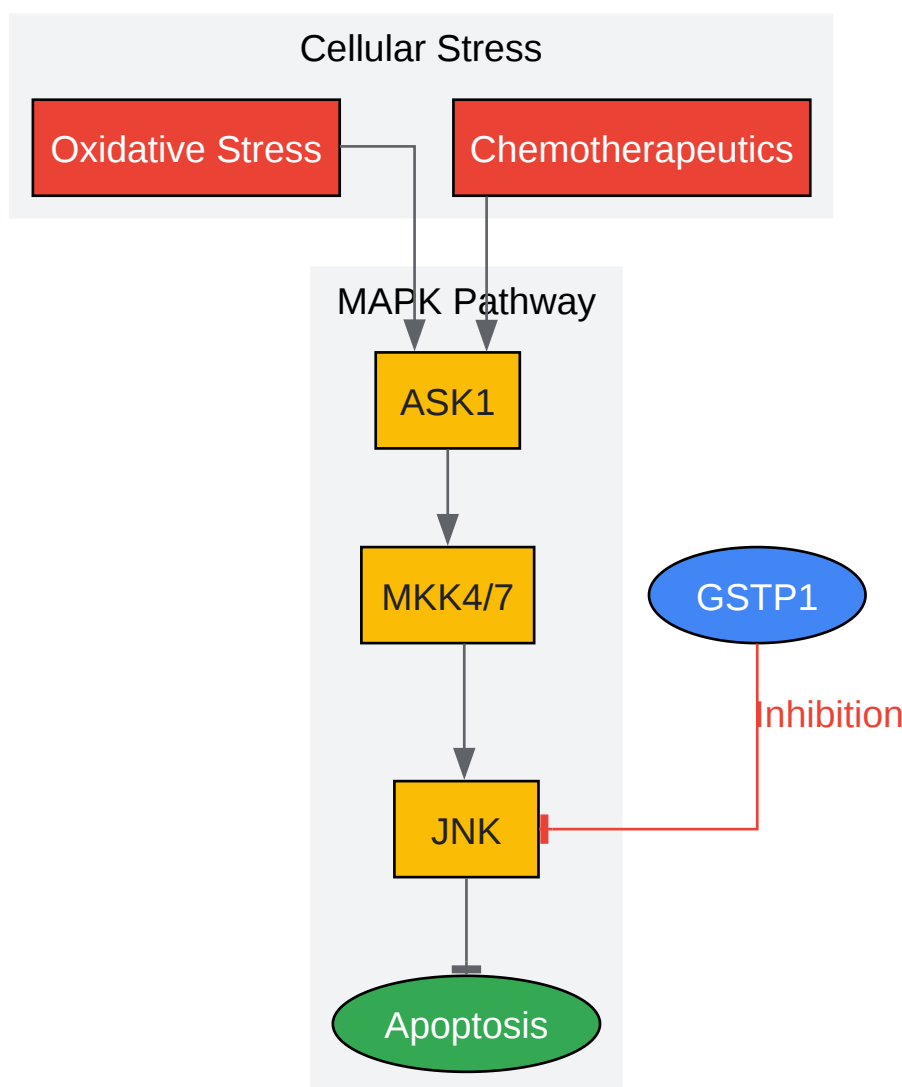 Cellular Stress
Oxidative Stress
Chemotherapeutics
MAPK Pathway
ASK1
MKK4/7
GSTP1
Inhibition
JNK
Apoptosis